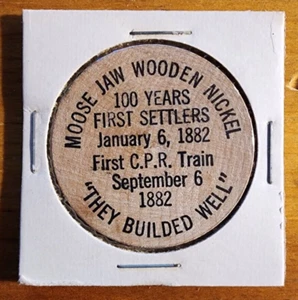 MOOSE JAW WOODEN NICKEL
100 YEARS
FIRST SETTLERS
January 6, 1882
First C.P.R. Train
September 6
1882
"THEY BUILDED WELL"